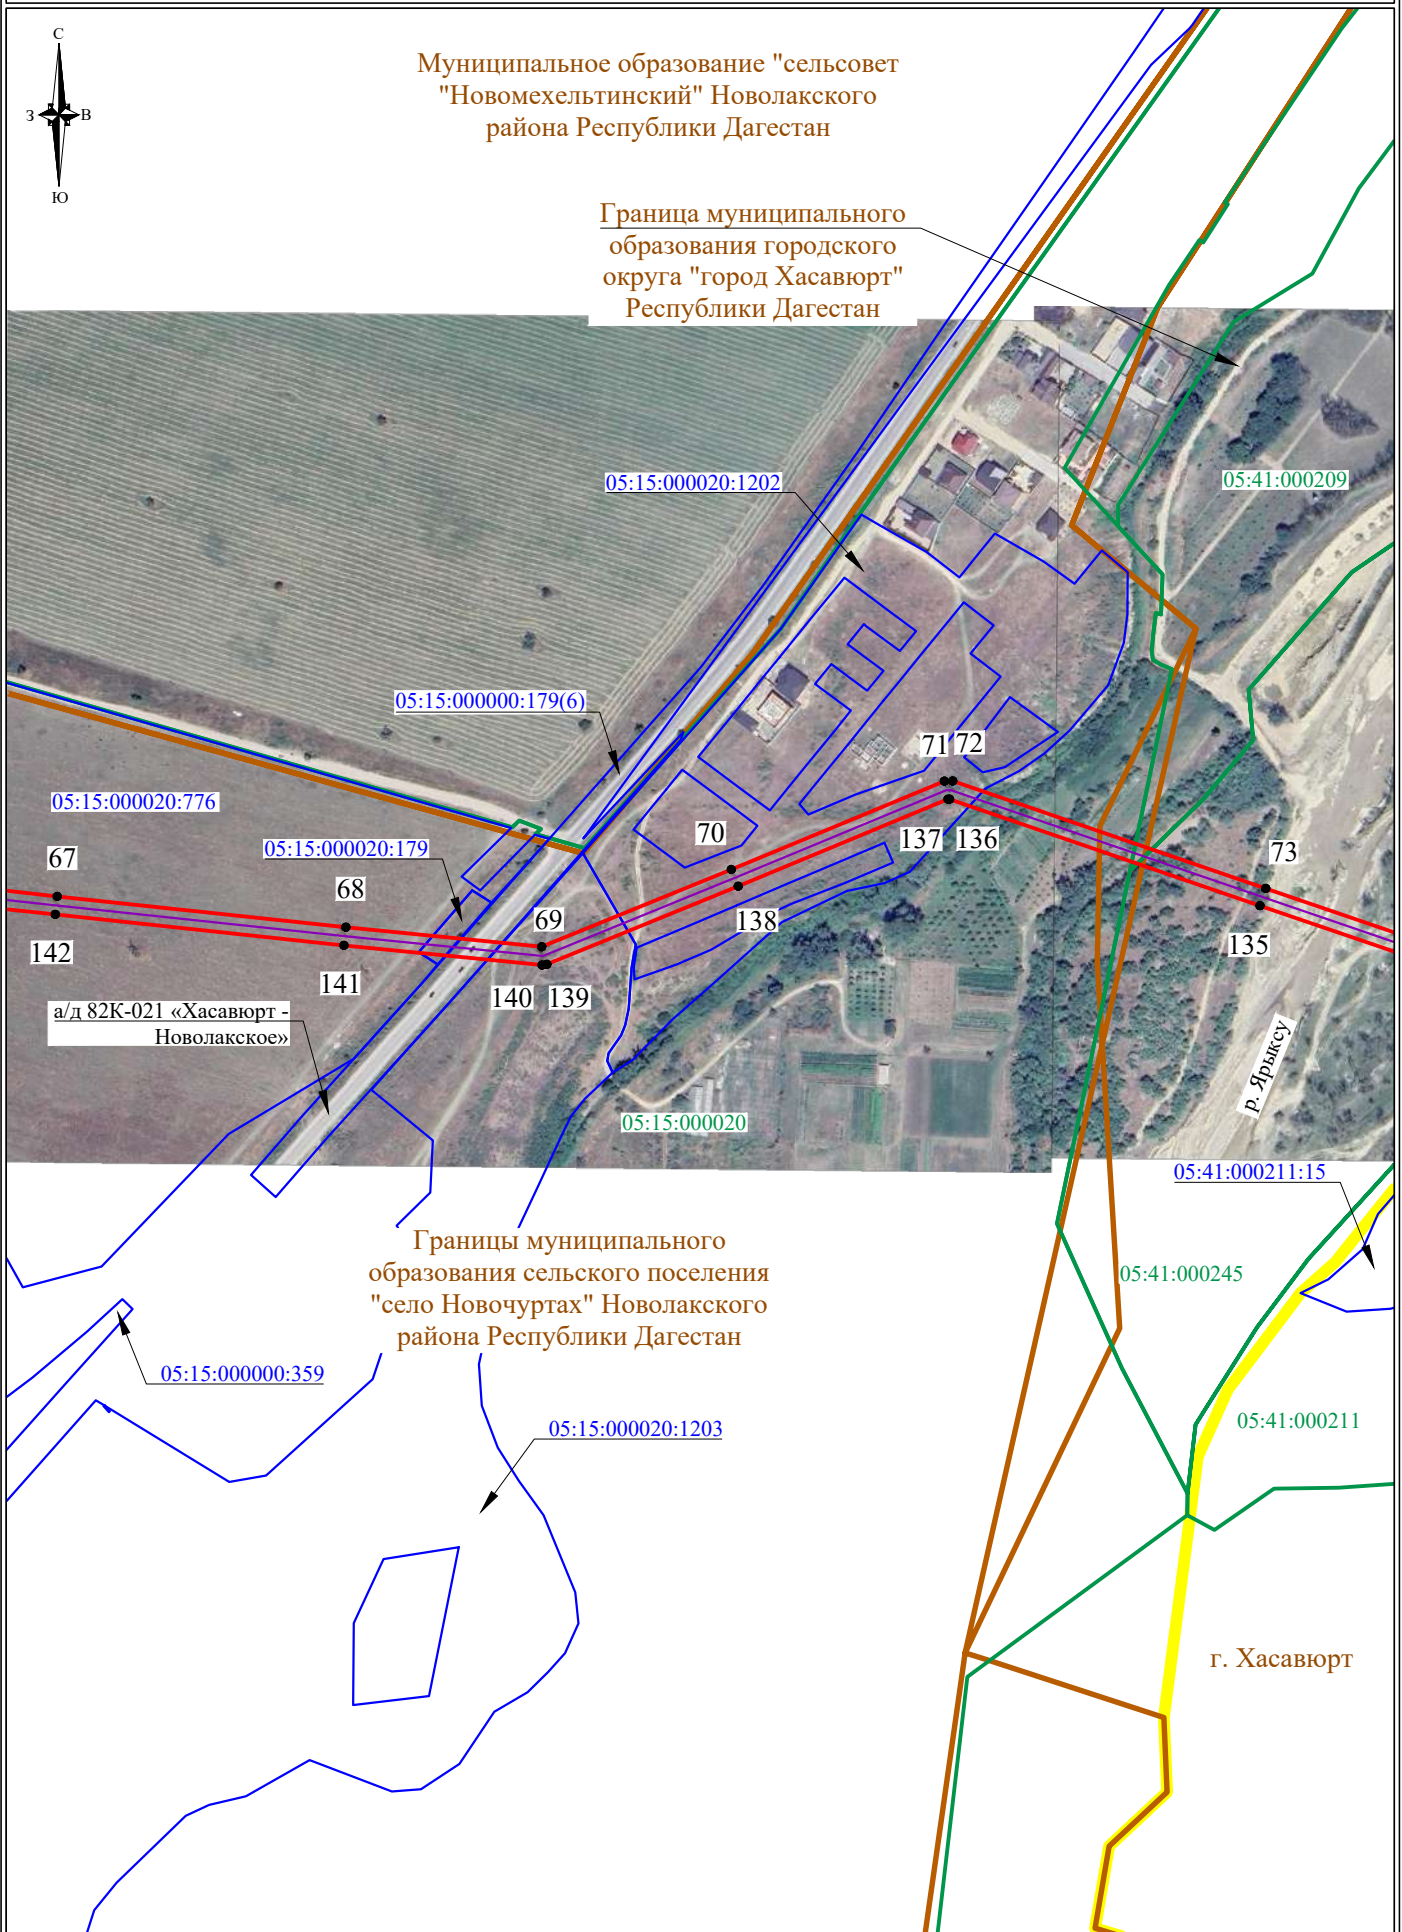 С
З
В
Ю
Муниципальное образование "сельсовет
"Новомехельтинский" Новолакского
района Республики Дагестан
Граница муниципального
образования городского
округа "город Хасавюрт"
Республики Дагестан
05:15:000020:1202
05:41:000209
05:15:000000:179(6)
71
72
05:15:000020:776
70
137
136
05:15:000020:179
73
67
68
69
138
142
141
140
139
135
а/д 82К-021 «Хасавюрт -
Новолакское»
р. Ярыксу
05:15:000020
05:41:000211:15
Границы муниципального
образования сельского поселения
"село Новочуртах" Новолакского
района Республики Дагестан
05:41:000245
05:15:000000:359
05:41:000211
05:15:000020:1203
г. Хасавюрт